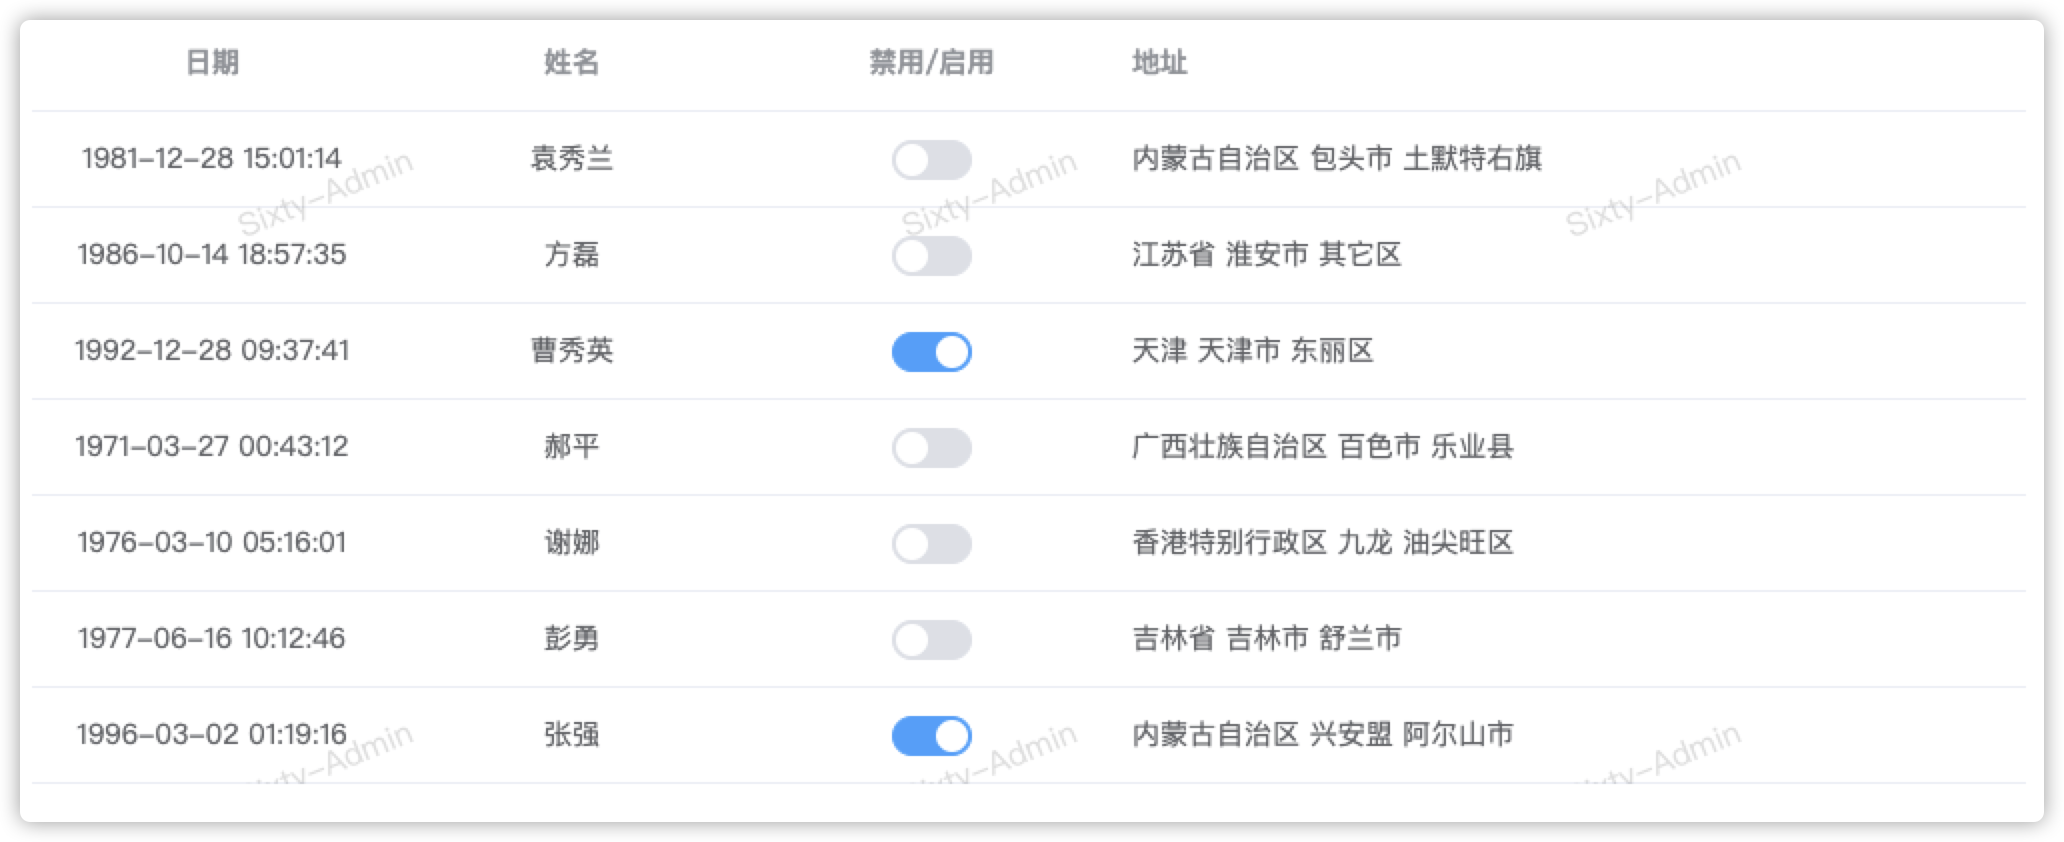 日期 姓名 禁用/启用 地址
1981-12-28 15:01:14 袁秀兰 内蒙古自治区 包头市 土默特右旗
Sixty-Admin Sixty-Admin Sixty-Admin
1986-10-14 18:57:35 方磊 江苏省 淮安市 其它区
1992-12-28 09:37:41 曹秀英 天津 天津市 东丽区
1971-03-27 00:43:12 郝平 广西壮族自治区 百色市 乐业县
1976-03-10 05:16:01 谢娜 香港特别行政区 九龙 油尖旺区
1977-06-16 10:12:46 彭勇 吉林省 吉林市 舒兰市
1996-03-02 01:19:16 张强 内蒙古自治区 兴安盟 阿尔山市
Sixty-Admin Sixty-Admin Sixty-Admin